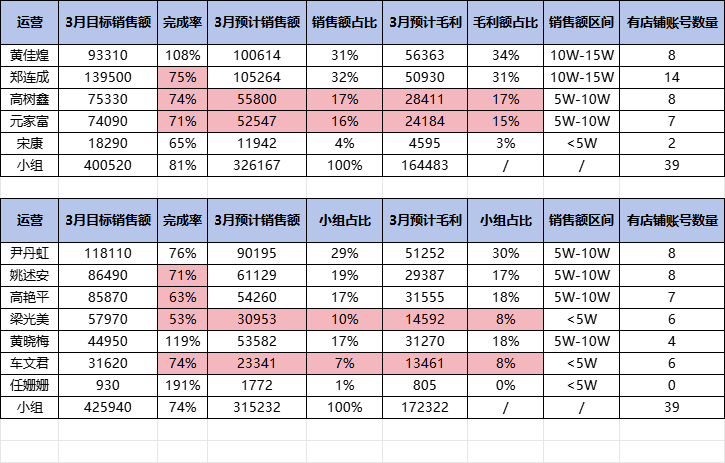 运营 3月目标销售额 完成率 3月预计销售额 销售额占比 3月预计毛利 毛利额占比 销售额区间 有店铺账号数量
黄佳煌 93310 108% 100614 31% 56363 34% 10W-15W 8
郑连成 139500 75% 105264 32% 50930 31% 10W-15W 14
高树鑫 75330 74% 55800 17% 28411 17% 5W-10W 8
元家富 74090 71% 52547 16% 24184 15% 5W-10W 7
宋康 18290 65% 11942 4% 4595 3% <5W 2
小组 400520 81% 326167 100% 164483 / / 39
运营 3月目标销售额 完成率 3月预计销售额 小组占比 3月预计毛利 小组占比 销售额区间 有店铺账号数量
尹丹虹 118110 76% 90195 29% 51252 30% 5W-10W 8
姚述安 86490 71% 61129 19% 29387 17% 5W-10W 8
高艳平 85870 63% 54260 17% 31555 18% 5W-10W 7
梁光美 57970 53% 30953 10% 14592 8% <5W 6
黄晓梅 44950 119% 53582 17% 31270 18% 5W-10W 4
车文君 31620 74% 23341 7% 13461 8% <5W 6
任姗姗 930 191% 1772 1% 805 0% <5W 0
小组 425940 74% 315232 100% 172322 / / 39